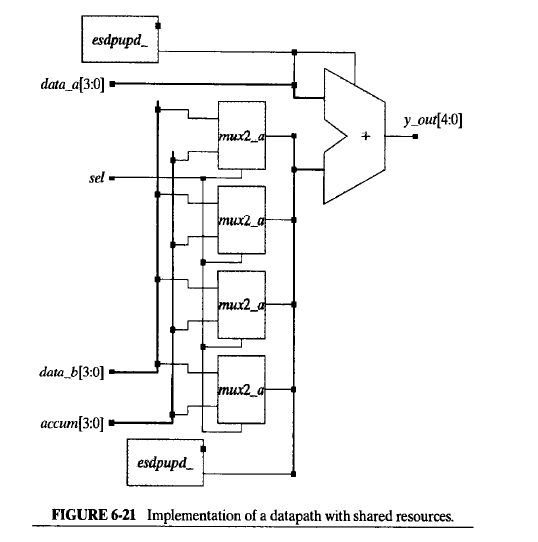 esdpupd_
data_a[3:0]
mux2_a
y_out[4:0]
+
sel
mux2_a
mux2_a
data_b[3:0]
mux2_a
accum[3:0]
esdpupd_
FIGURE 6-21 Implementation of a datapath with shared resources.